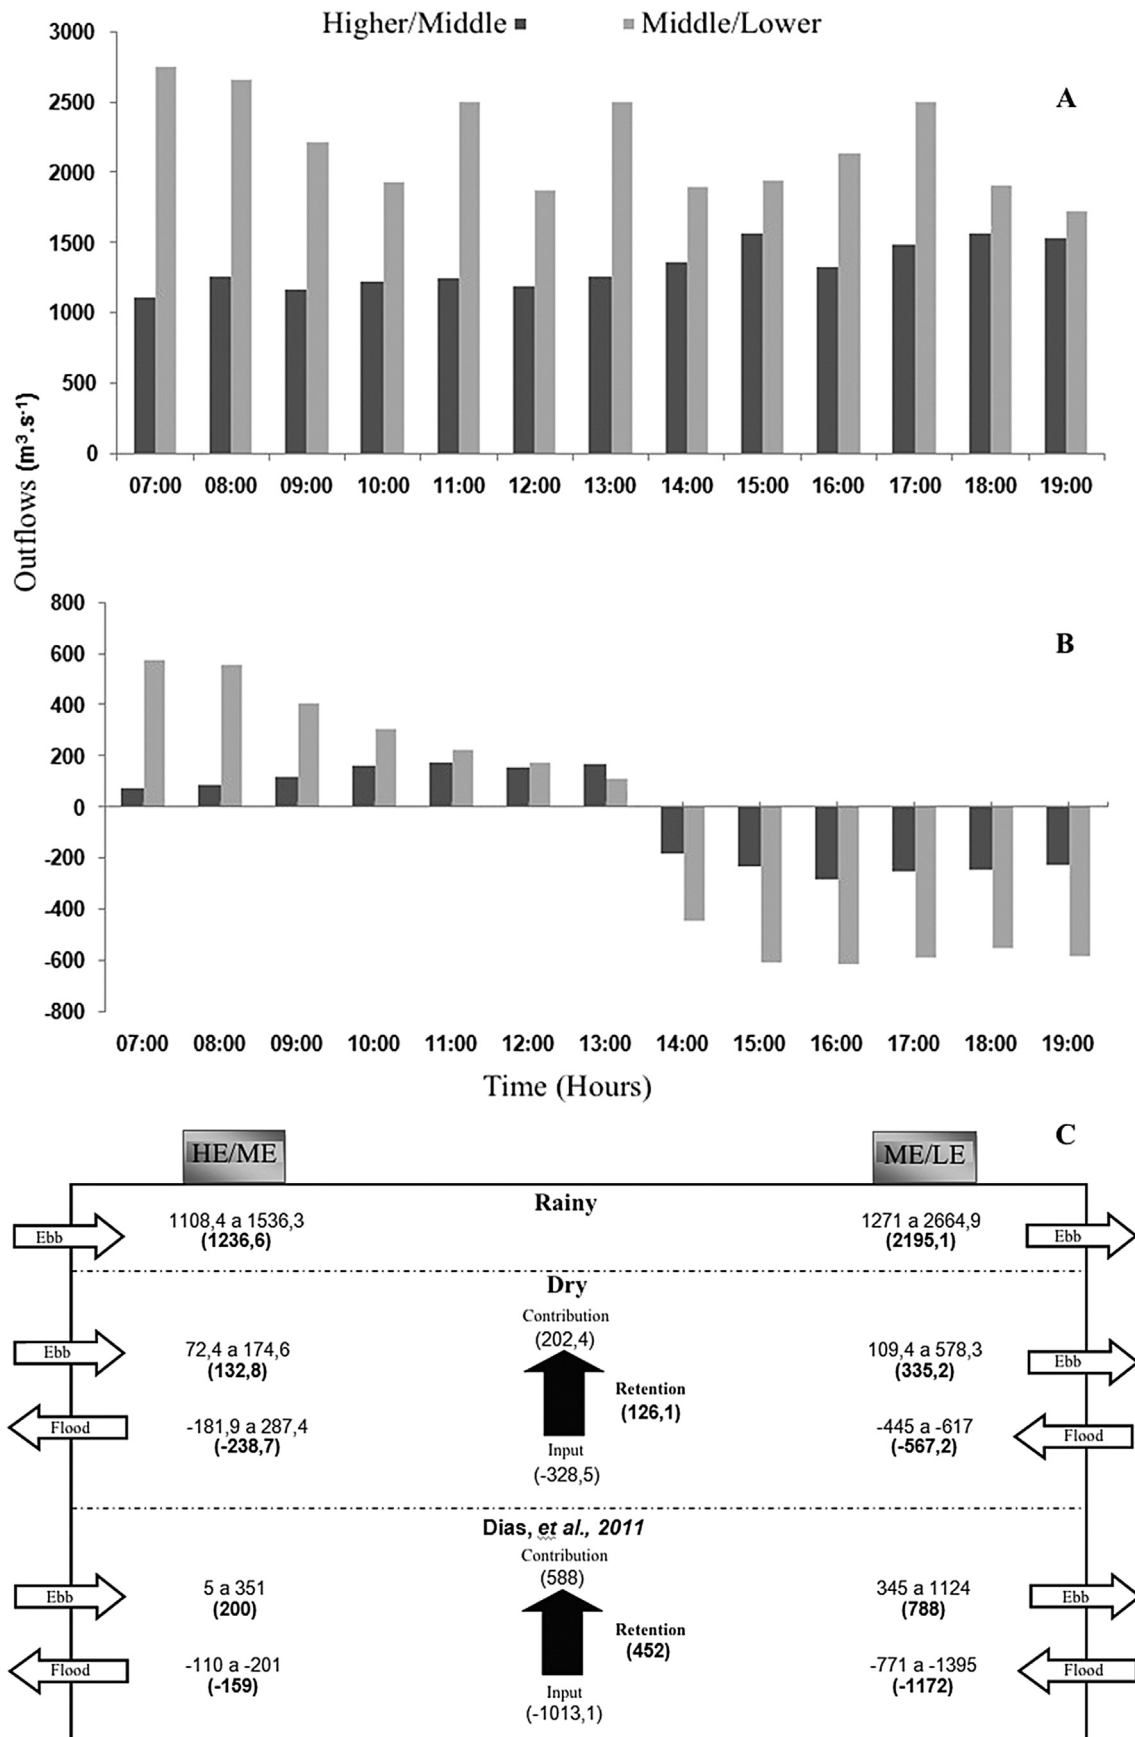 Higher/Middle Middle/Lower
A
3000
2500
2000
1500
1000
500
0
Outflows (m³.s⁻¹)
07:00 08:00 09:00 10:00 11:00 12:00 13:00 14:00 15:00 16:00 17:00 18:00 19:00
B
800
600
400
200
0
-200
-400
-600
-800
07:00 08:00 09:00 10:00 11:00 12:00 13:00 14:00 15:00 16:00 17:00 18:00 19:00
Time (Hours)
C
HE/ME ME/LE
Rainy
Ebb 1108,4 a 1536,3 1271 a 2664,9 Ebb
(1236,6) (2195,1)
Dry
Contribution
(202,4)
Ebb 72,4 a 174,6 109,4 a 578,3 Ebb
(132,8) (335,2)
Retention
(126,1)
Flood -181,9 a 287,4 -445 a -617 Flood
(-238,7) (-567,2)
Input
(-328,5)
Dias, et al., 2011
Contribution
(588)
Ebb 5 a 351 345 a 1124 Ebb
(200) (788)
Retention
(452)
Flood -110 a -201 -771 a -1395 Flood
(-159) (-1172)
Input
(-1013,1)